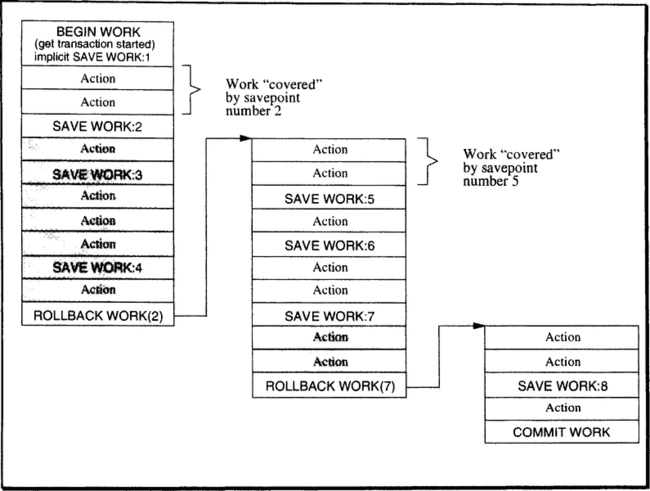 BEGIN WORK
(get transaction started)
implicit SAVE WORK:1
Action
Action
SAVE WORK:2
Action
SAVE WORK:3
Action
Action
Action
SAVE WORK:4
Action
ROLLBACK WORK(2)
Work “covered”
by savepoint
number 2
Action
Action
SAVE WORK:5
Action
SAVE WORK:6
Action
Action
SAVE WORK:7
Action
Action
ROLLBACK WORK(7)
Work “covered”
by savepoint
number 5
Action
Action
SAVE WORK:8
Action
COMMIT WORK